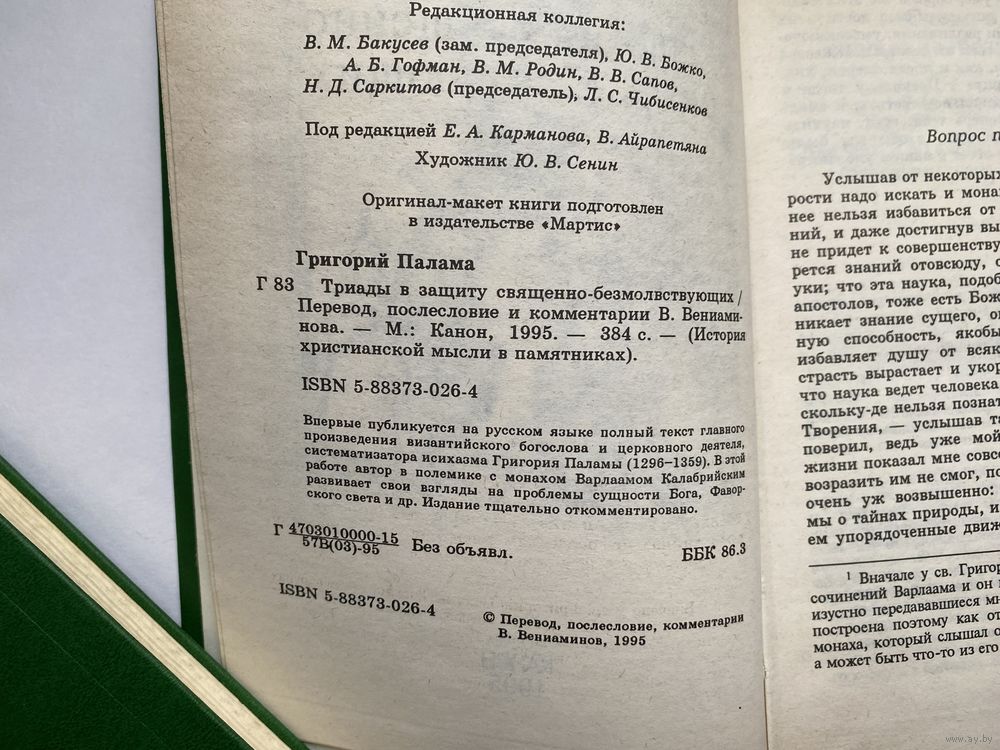 Редакционная коллегия:
В. М. Бакусев (зам. председателя), Ю. В. Божко,
А. Б. Гофман, В. М. Родин, В. В. Сапов,
Н. Д. Саркитов (председатель), Л. С. Чибисенков
Под редакцией Е. А. Карманова, В. Айрапетяна
Художник Ю. В. Сенин
Оригинал-макет книги подготовлен
в издательстве «Мартис»
Григорий Палама
Г 83 Триады в защиту священно-безмолвствующих /
Перевод, послесловие и комментарии В. Вениами-
нова. — М.: Канон, 1995. — 384 с. — (История
христианской мысли в памятниках).
ISBN 5-88373-026-4
Впервые публикуется на русском языке полный текст главного
произведения византийского богослова и церковного деятеля,
систематизатора исихазма Григория Паламы (1296–1359). В этой
работе автор в полемике с монахом Варлаамом Калабрийским
развивает свои взгляды на проблемы сущности Бога, Фавор-
ского света и др. Издание тщательно откомментировано.
Г 4703010000-15
57В(03)-95 Без объявл.
ББК 86.3
ISBN 5-88373-026-4
© Перевод, послесловие, комментарии
В. Вениаминов, 1995
Вопрос п
Услышав от некоторых
рости надо искать и мона
нее нельзя избавиться от
ний, и даже достигнув вы
не придет к совершенству
рется знаний отовсюду, с
уки; что эта наука, подоб
апостолов, тоже есть Бож
никает знание сущего, о
ную способность, якобы
избавляет душу от всяк
страсть вырастает и укор
что наука ведет человека
скольку-де нельзя познат
Творения, — услышав та
поверил, ведь уже мой
жизни показал мне совсе
возразить им не смог, по
очень уж возвышенно:
мы о тайнах природы, и
ем упорядоченные движ
¹ Вначале у св. Григор
сочинений Варлаама и он
изустно передававшиеся мн
построена поэтому как от
монаха, который слышал о
а может быть что-то из его
www.ay.by